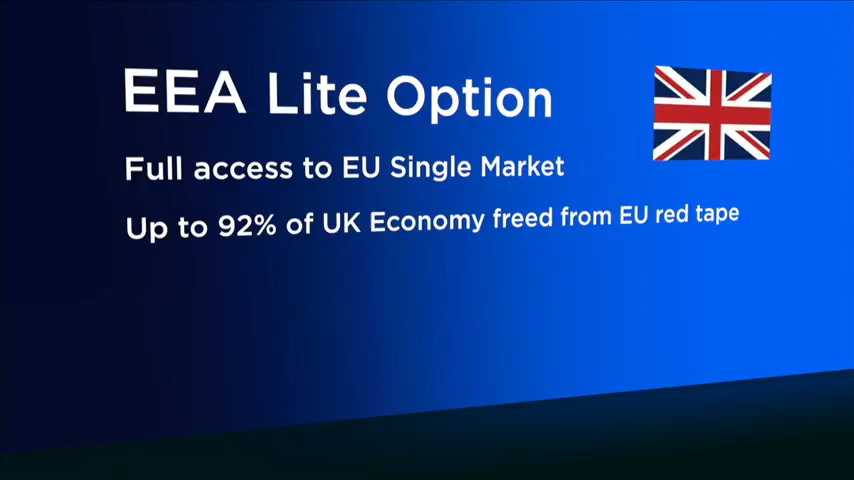 EEA Lite Option
Full access to EU Single Market
Up to 92% of UK Economy freed from EU red tape